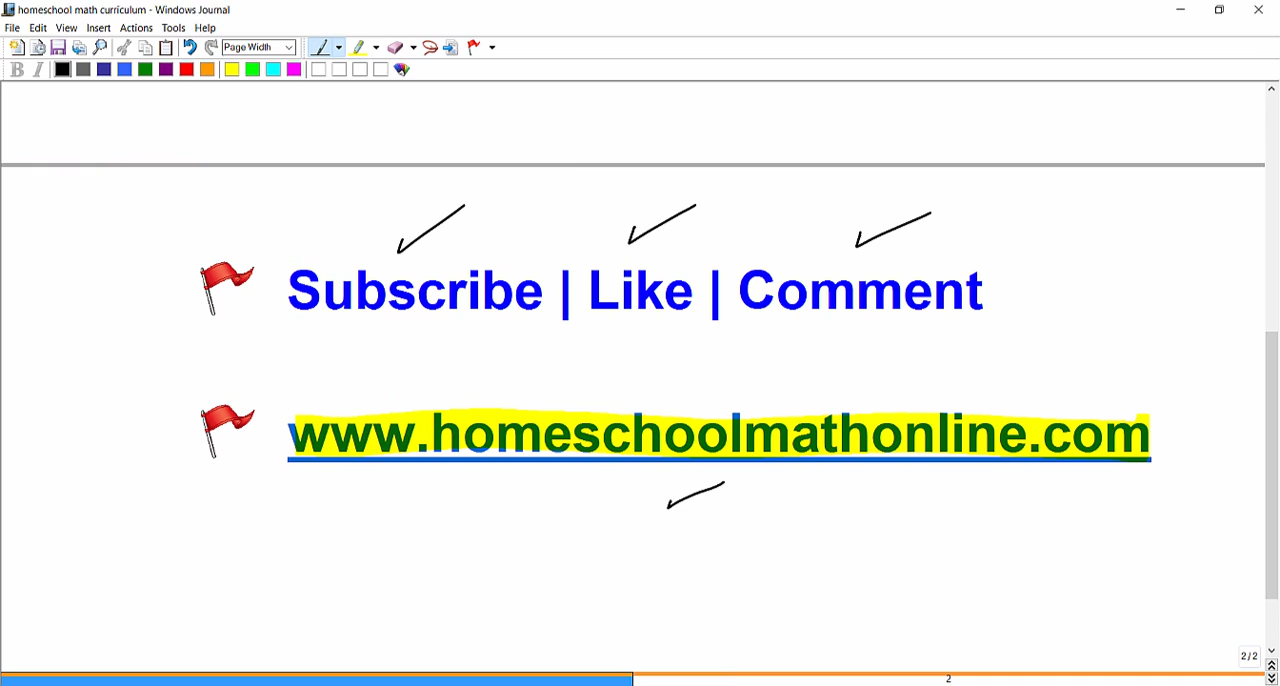 homeschool math curriculum - Windows Journal
File Edit View Insert Actions Tools Help
Page Width
B I
Subscribe | Like | Comment
www.homeschoolmathonline.com
2/2
2